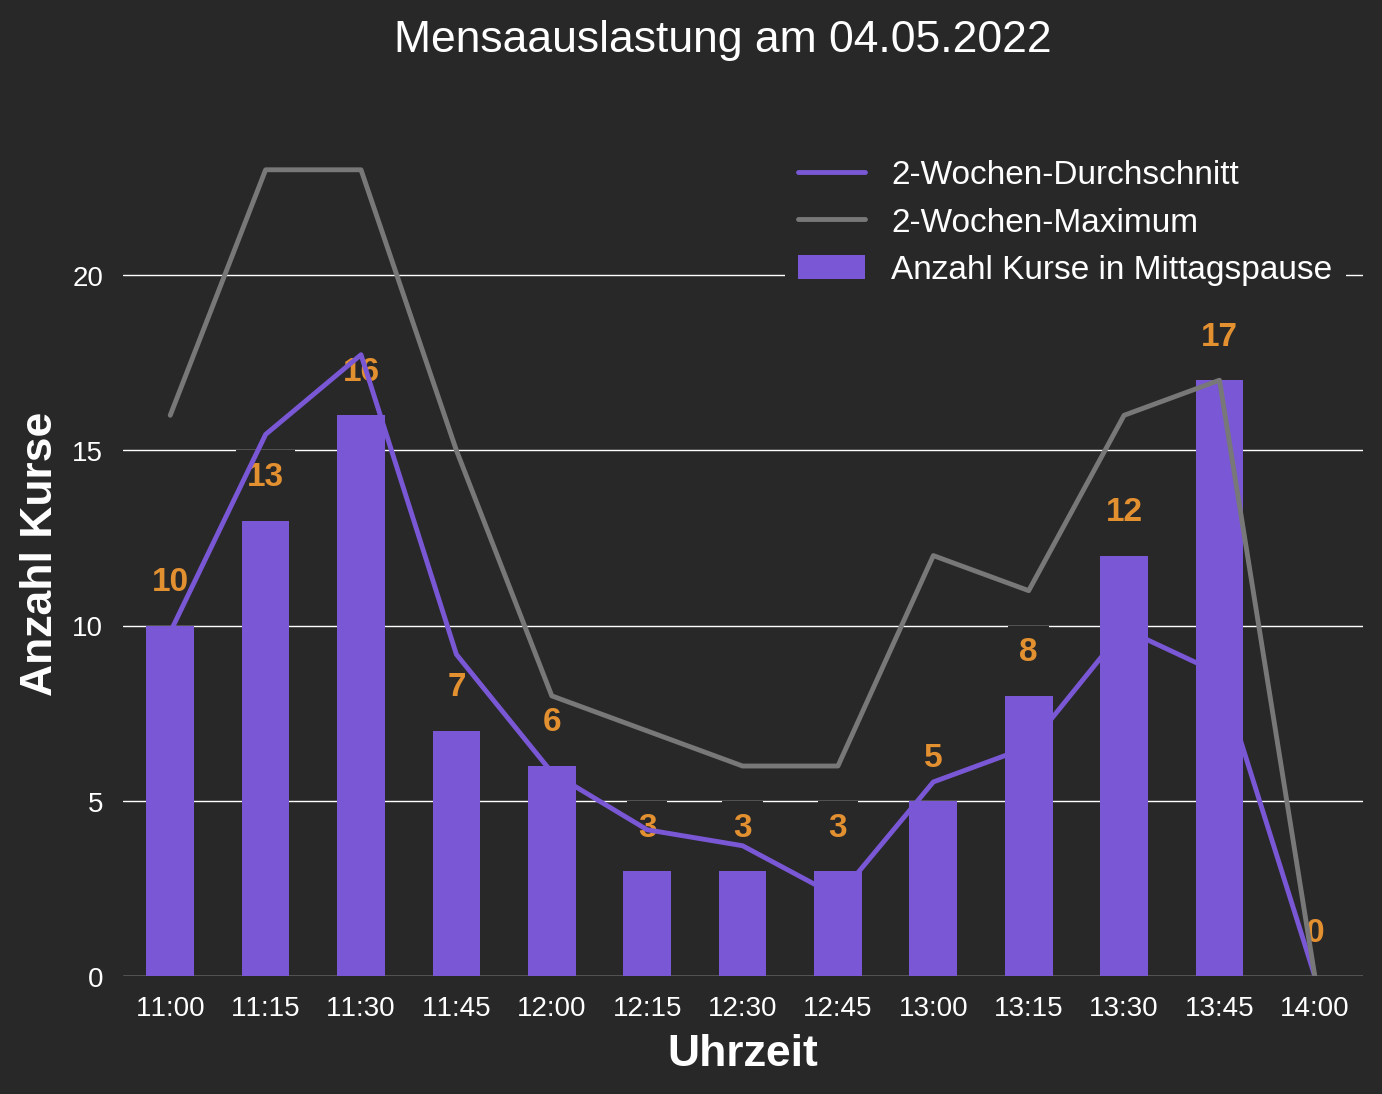 Mensaauslastung am 04.05.2022
2-Wochen-Durchschnitt
2-Wochen-Maximum
Anzahl Kurse in Mittagspause
Anzahl Kurse
20
15
10
5
0
10
13
16
7
6
3
3
3
5
8
12
17
0
11:00 11:15 11:30 11:45 12:00 12:15 12:30 12:45 13:00 13:15 13:30 13:45 14:00
Uhrzeit